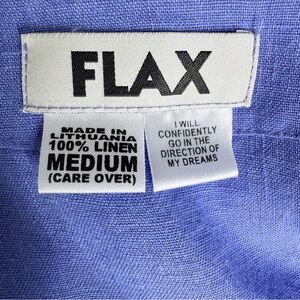 FLAX
MADE IN
LITHUANIA
100% LINEN
MEDIUM
(CARE OVER)
I WILL
CONFIDENTLY
GO IN THE
DIRECTION OF
MY DREAMS